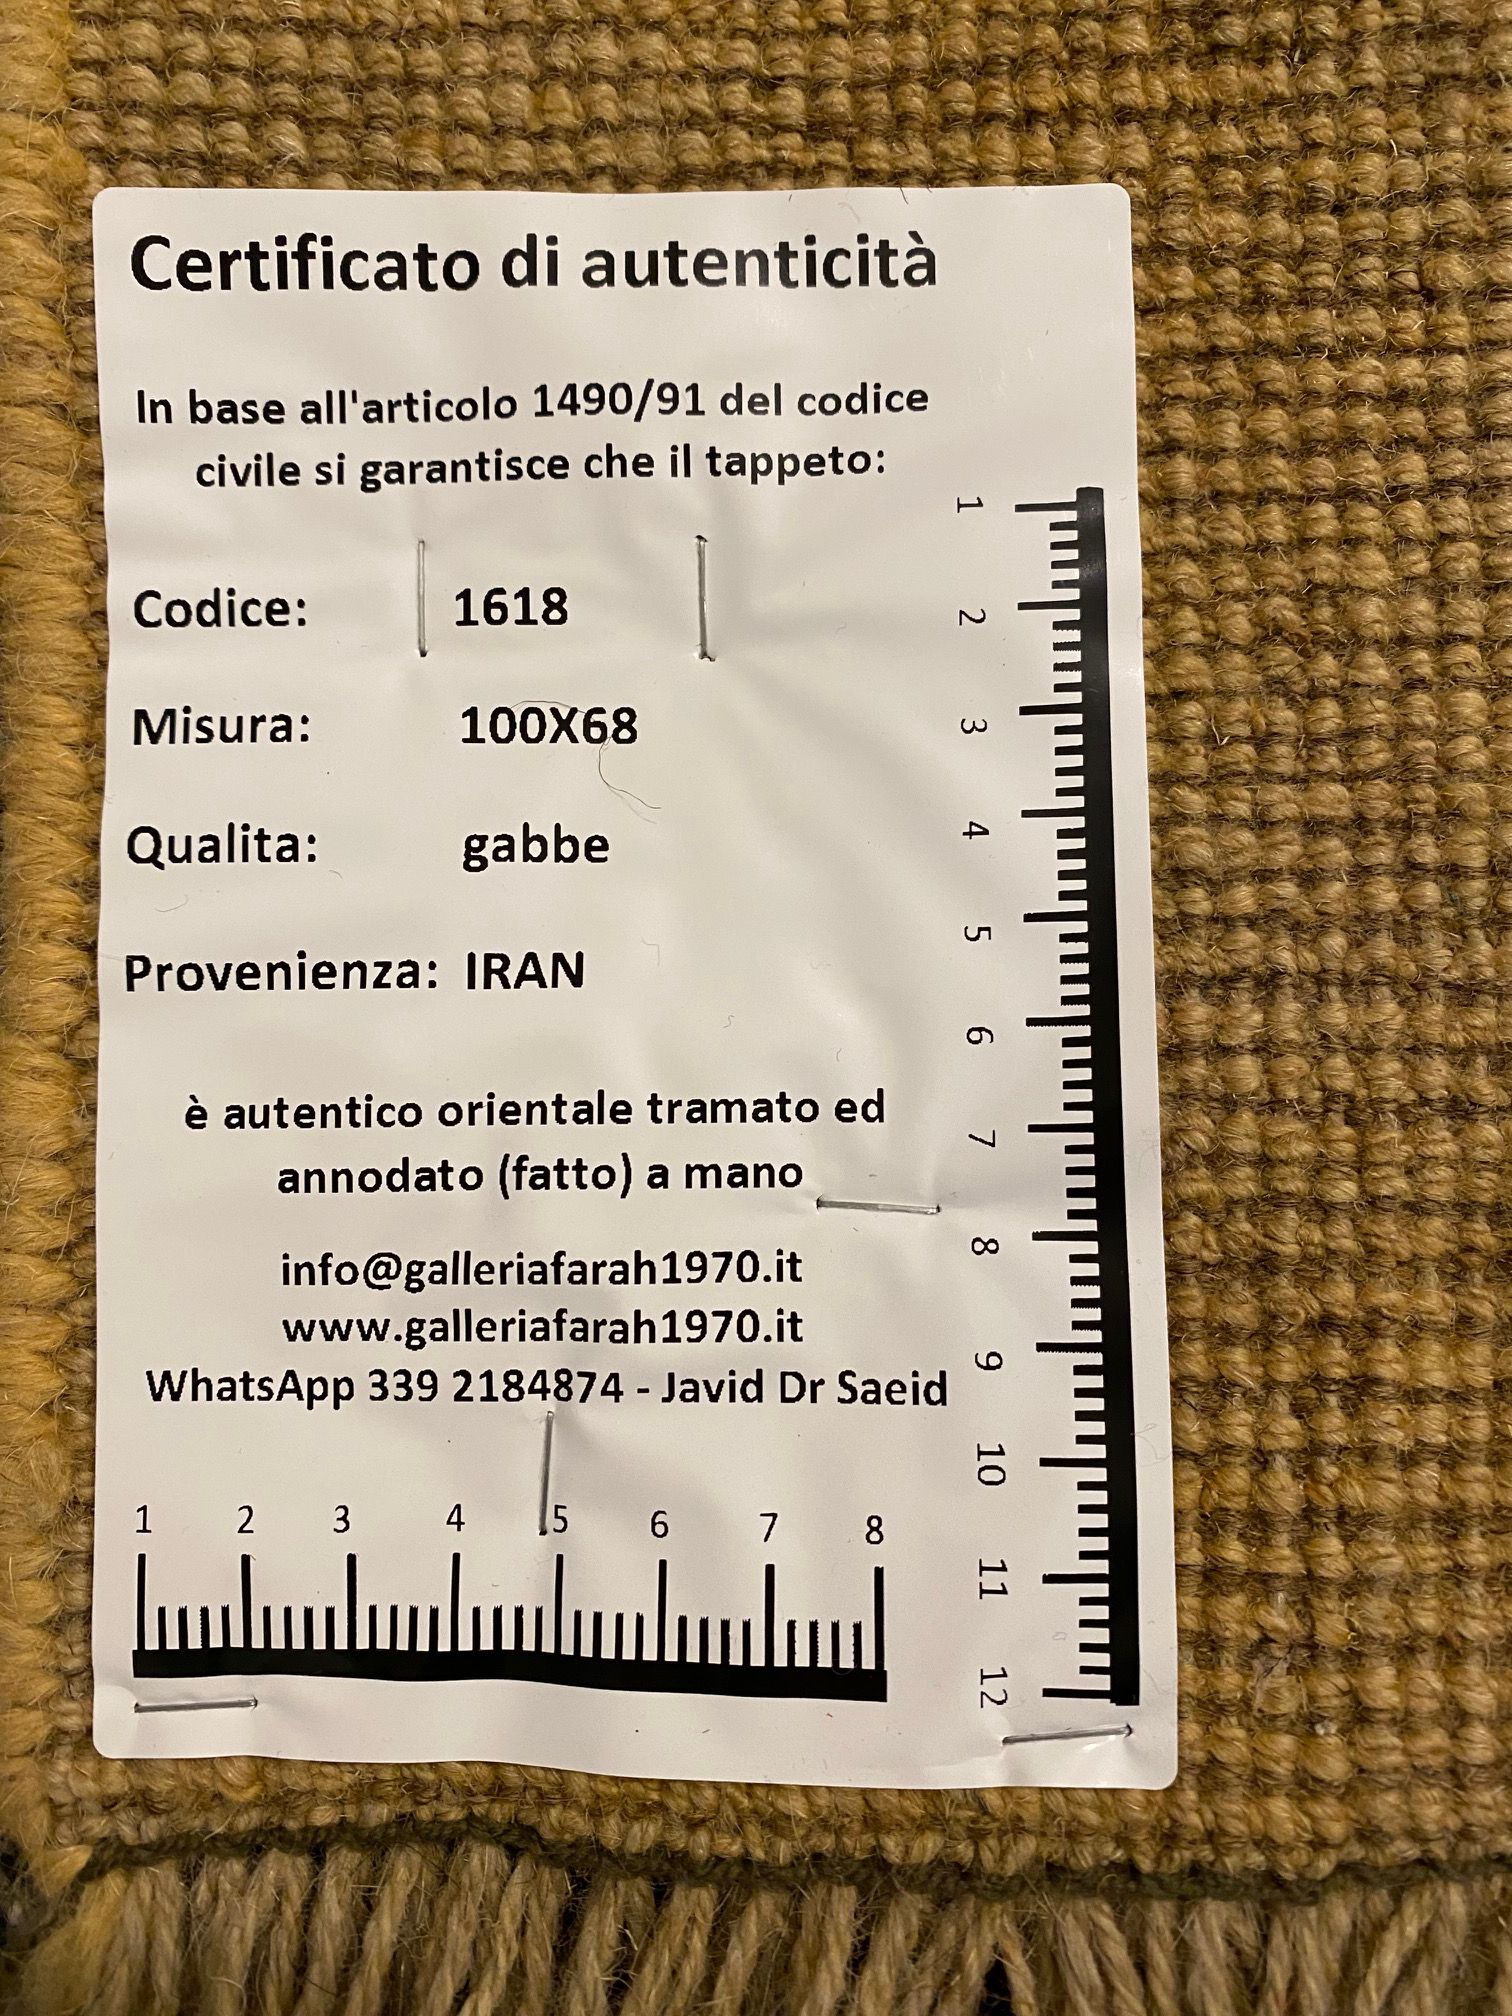 Certificato di autenticità
In base all'articolo 1490/91 del codice
civile si garantisce che il tappeto:
Codice: 1618
Misura: 100X68
Qualita: gabbe
Provenienza: IRAN
è autentico orientale tramato ed
annodato (fatto) a mano
info@galleriafarah1970.it
www.galleriafarah1970.it
WhatsApp 339 2184874 - Javid Dr Saeid
1 2 3 4 5 6 7 8
1
2
3
4
5
6
7
8
9
10
11
12